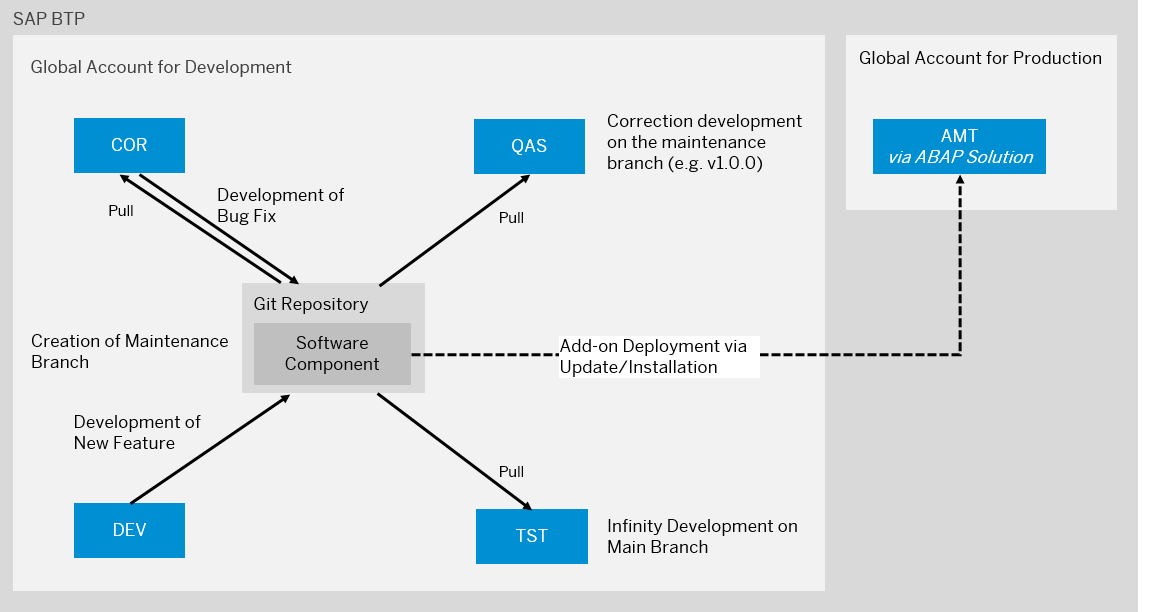 SAP BTP
Global Account for Development
Global Account for Production
COR
QAS
Correction development
on the maintenance
branch (e.g. v1.0.0)
AMT
via ABAP Solution
Pull
Development of
Bug Fix
Pull
Git Repository
Software
Component
Creation of Maintenance
Branch
Add-on Deployment via
Update/Installation
Development of
New Feature
Pull
DEV
TST
Infinity Development on
Main Branch